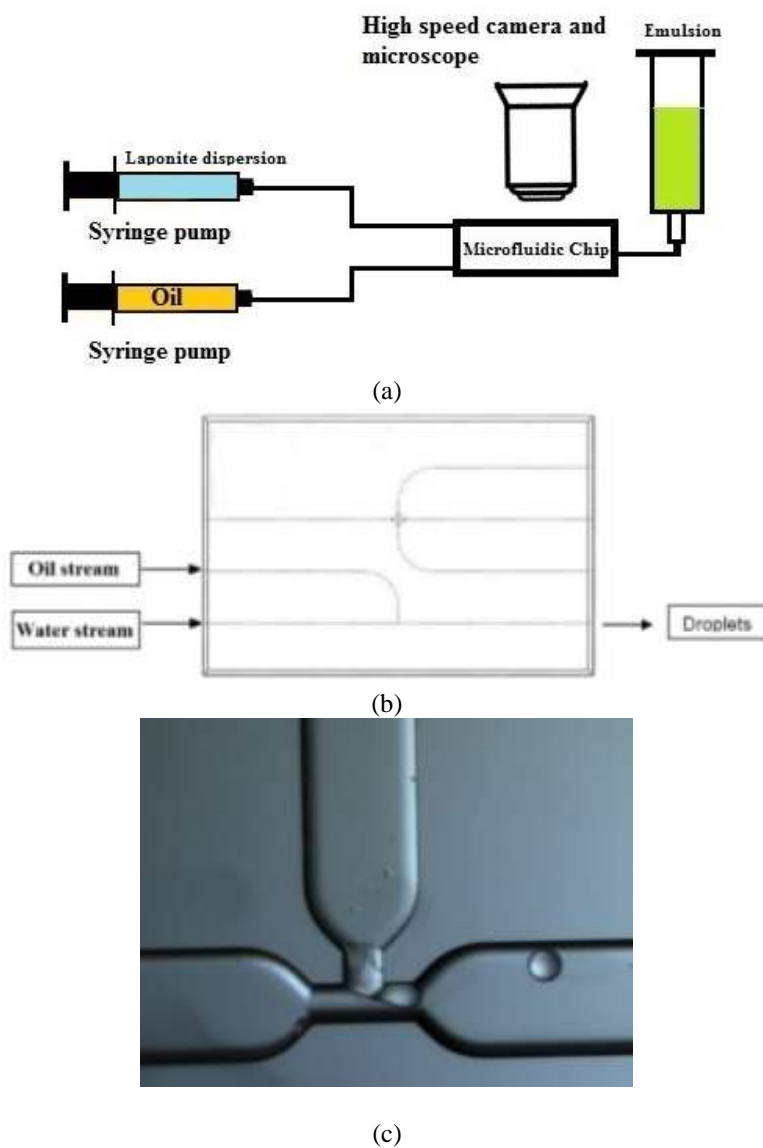 High speed camera and
microscope
Emulsion
Laponite dispersion
Syringe pump
Microfluidic Chip
Oil
Syringe pump
(a)
Oil stream
Water stream
Droplets
(b)
(c)